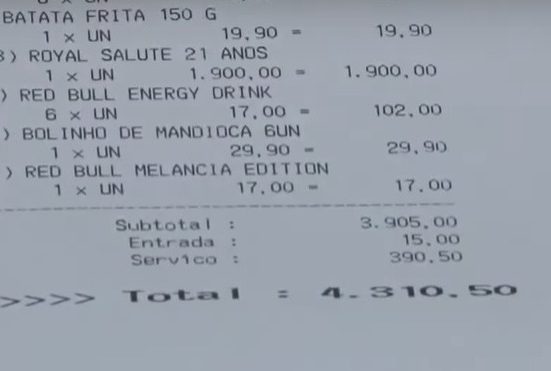 BATATA FRITA 150 G
1 x UN 19,90 = 19,90
) ROYAL SALUTE 21 ANOS
1 x UN 1.900,00 = 1.900,00
) RED BULL ENERGY DRINK
6 x UN 17,00 = 102,00
) BOLINHO DE MANDIOCA 6UN
1 x UN 29,90 = 29,90
) RED BULL MELANCIA EDITION
1 x UN 17,00 = 17,00
Subtotal : 3.905,00
Entrada : 15,00
Servico : 390,50
>>>> Total : 4.310,50